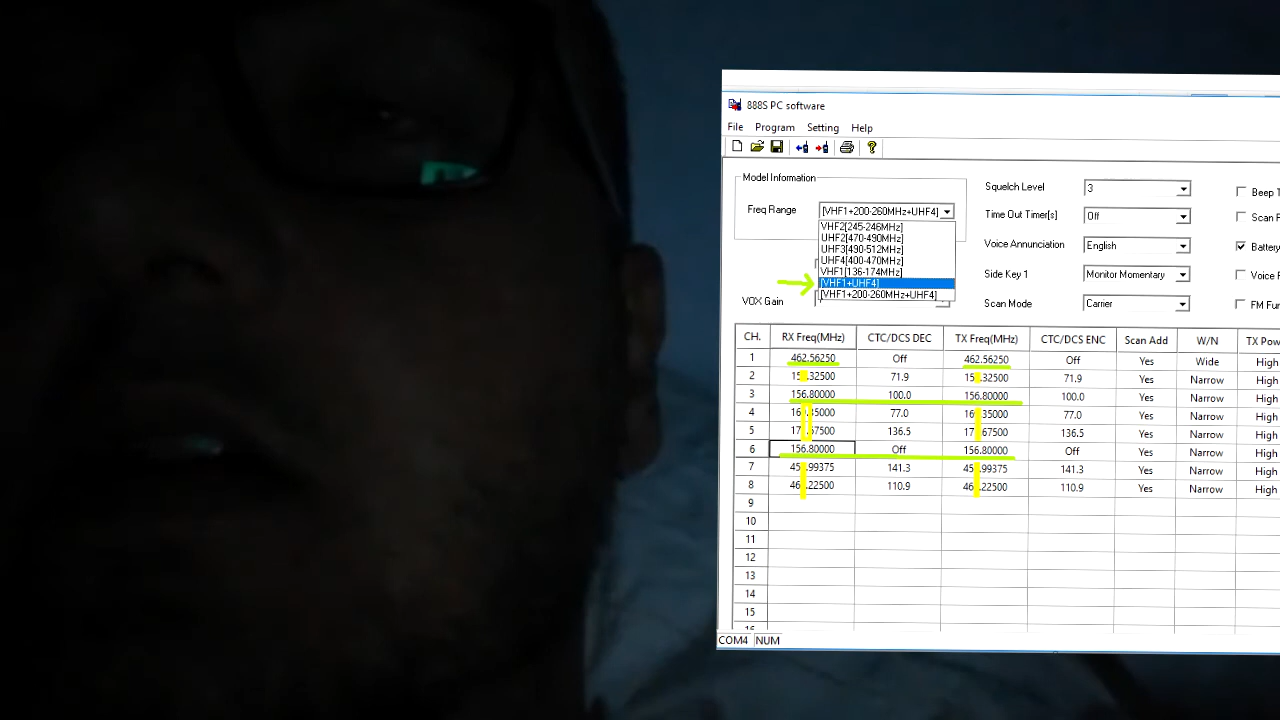 888S PC software
File Program Setting Help
Model Information
Freq Range [VHF1+200-260MHz+UHF4]
VHF2[245-246MHz]
UHF2[470-490MHz]
UHF3[490-512MHz]
UHF4[400-470MHz]
VHF1[136-174MHz]
[VHF1+UHF4]
[VHF1+200-260MHz+UHF4]
VOX Gain
Squelch Level 3
Time Out Timer[s] Off
Voice Annunciation English
Side Key 1 Monitor Momentary
Scan Mode Carrier
Beep
Scan
Battery
Voice
FM
CH. RX Freq(MHz) CTC/DCS DEC TX Freq(MHz) CTC/DCS ENC Scan Add W/N TX
1 462.56250 Off 462.56250 Off Yes Wide High
2 71.9 71.9 Yes Narrow High
3 156.80000 100.0 156.80000 100.0 Yes Narrow High
4 77.0 77.0 Yes Narrow High
5 136.5 136.5 Yes Narrow High
6 156.80000 Off 156.80000 Off Yes Narrow High
7 141.3 141.3 Yes Narrow High
8 110.9 110.9 Yes Narrow High
9
10
11
12
13
14
15
COM4 NUM